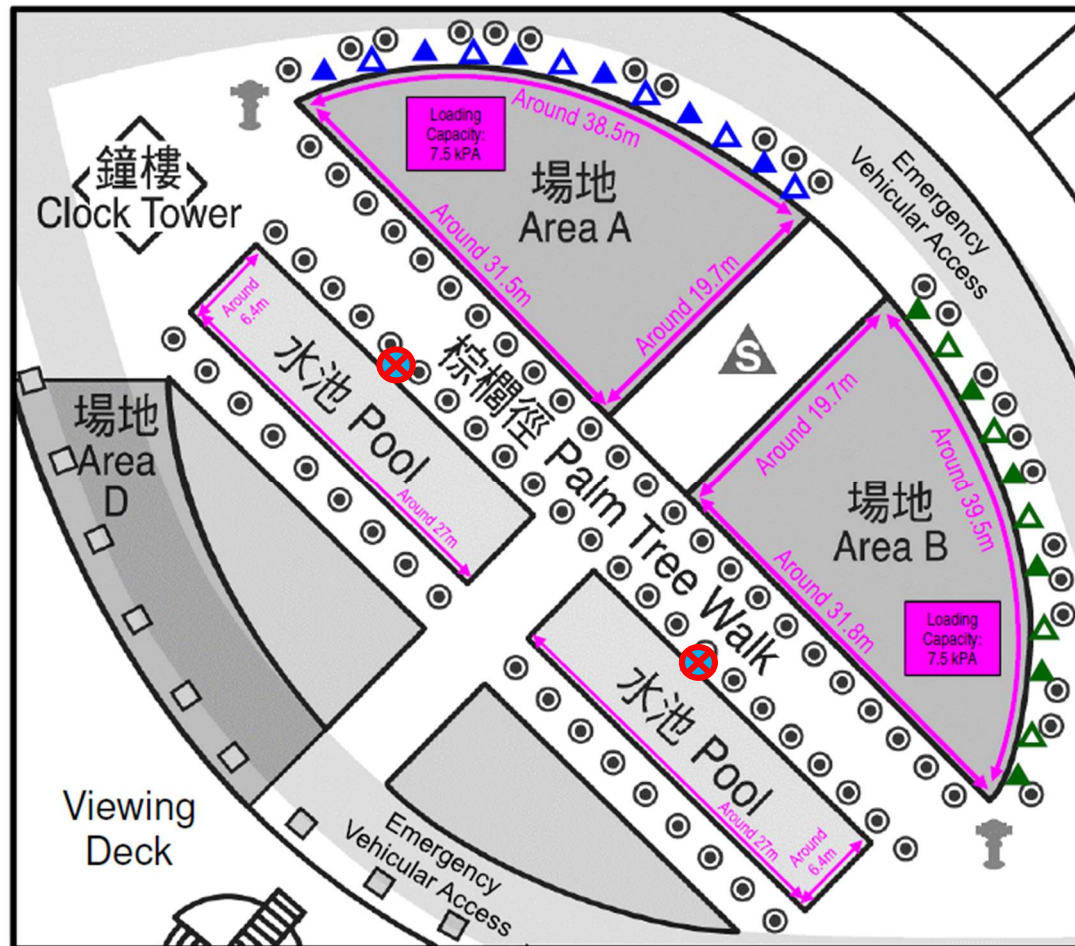 Loading
Capacity:
7.5 kPA
Around 38.5m
場地
Area A
Around 31.5m
Around 19.7m
Emergency
Vehicular Access
鐘樓
Clock Tower
Around
6.4m
水池 Pool
Around 27m
棕櫚徑 Palm Tree Walk
S
Around 19.7m
Around 39.5m
場地
Area B
Around 31.8m
Loading
Capacity:
7.5 kPA
場地
Area
D
水池 Pool
Around 27m
Around
6.4m
Viewing
Deck
Emergency
Vehicular Access